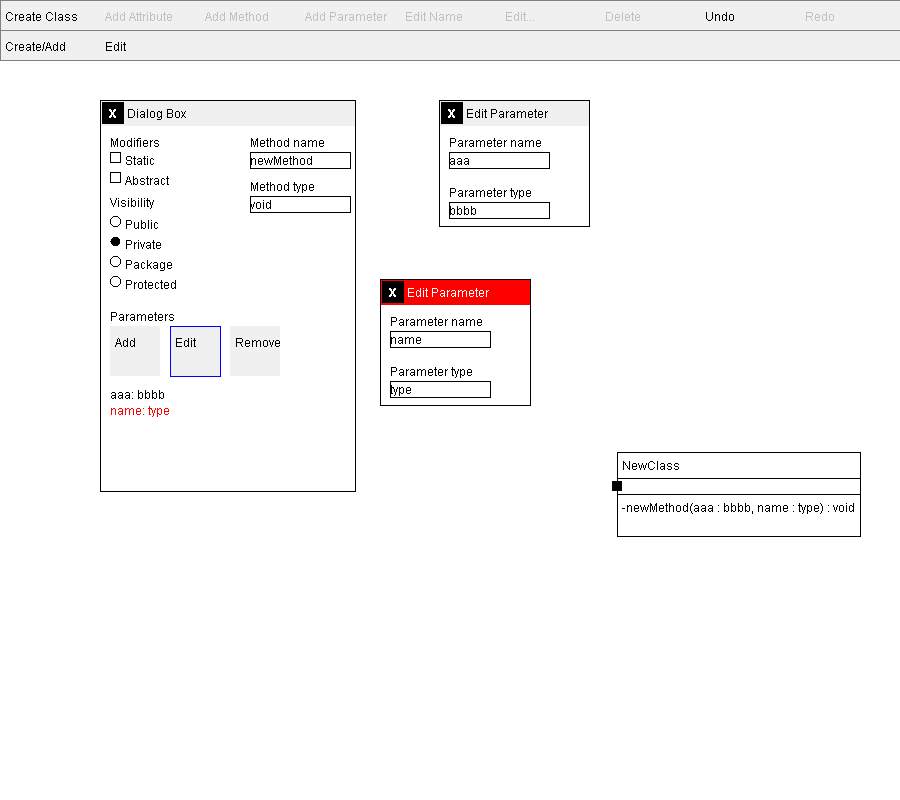 Create Class Add Attribute Add Method Add Parameter Edit Name Edit... Delete Undo Redo
Create/Add Edit
X Dialog Box
Modifiers
Static
Abstract
Visibility
Public
Private
Package
Protected
Method name
newMethod
Method type
void
Parameters
Add Edit Remove
aaa: bbbb
name: type
X Edit Parameter
Parameter name
aaa
Parameter type
bbbb
X Edit Parameter
Parameter name
name
Parameter type
type
NewClass
-newMethod(aaa : bbbb, name : type) : void